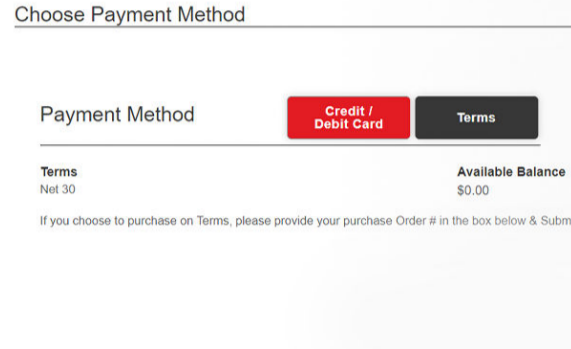 Choose Payment Method
Payment Method
Credit /
Debit Card
Terms
Terms
Available Balance
Net 30
$0.00
If you choose to purchase on Terms, please provide your purchase Order # in the box below & Subm